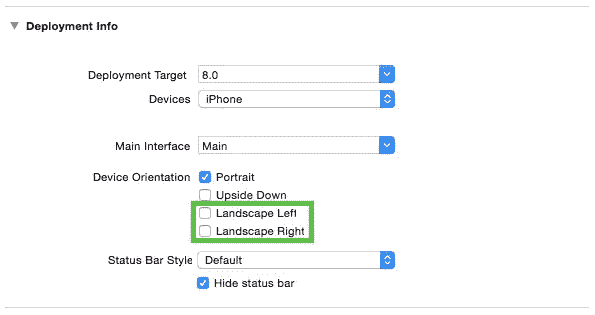 Deployment Info
Deployment Target 8.0
Devices iPhone
Main Interface Main
Device Orientation Portrait
Upside Down
Landscape Left
Landscape Right
Status Bar Style Default
Hide status bar